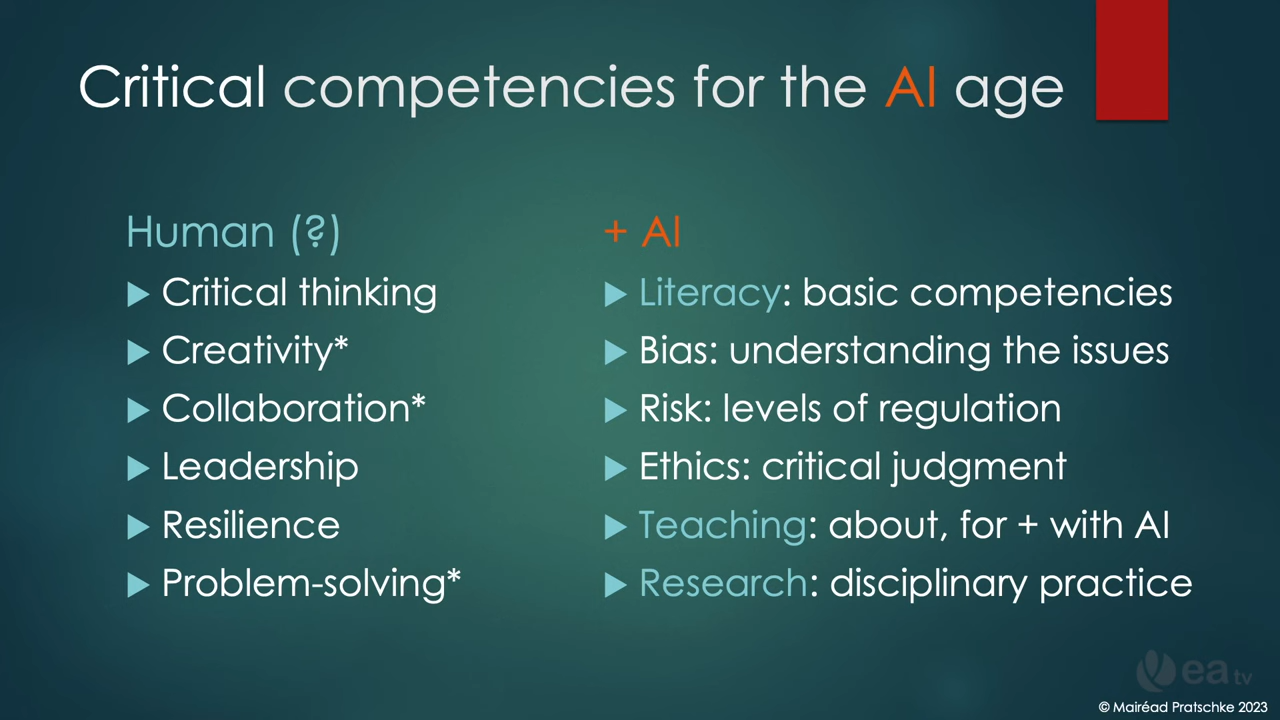 Critical competencies for the AI age
Human (?)
Critical thinking
Creativity*
Collaboration*
Leadership
Resilience
Problem-solving*
+ AI
Literacy: basic competencies
Bias: understanding the issues
Risk: levels of regulation
Ethics: critical judgment
Teaching: about, for + with AI
Research: disciplinary practice
ea tv
© Mairéad Pratschke 2023